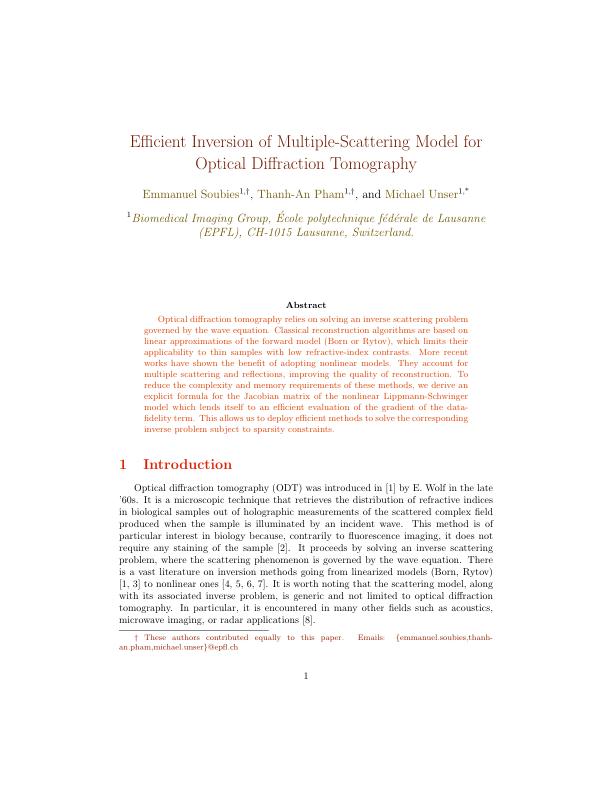 Efficient Inversion of Multiple-Scattering Model for
Optical Diffraction Tomography
Emmanuel Soubies1,†, Thanh-An Pham1,†, and Michael Unser1,*
1Biomedical Imaging Group, École polytechnique fédérale de Lausanne
(EPFL), CH-1015 Lausanne, Switzerland.
Abstract
Optical diffraction tomography relies on solving an inverse scattering problem
governed by the wave equation. Classical reconstruction algorithms are based on
linear approximations of the forward model (Born or Rytov), which limits their
applicability to thin samples with low refractive-index contrasts. More recent
works have shown the benefit of adopting nonlinear models. They account for
multiple scattering and reflections, improving the quality of reconstruction. To
reduce the complexity and memory requirements of these methods, we derive an
explicit formula for the Jacobian matrix of the nonlinear Lippmann-Schwinger
model which lends itself to an efficient evaluation of the gradient of the data-
fidelity term. This allows us to deploy efficient methods to solve the corresponding
inverse problem subject to sparsity constraints.
1 Introduction
Optical diffraction tomography (ODT) was introduced in [1] by E. Wolf in the late
'60s. It is a microscopic technique that retrieves the distribution of refractive indices
in biological samples out of holographic measurements of the scattered complex field
produced when the sample is illuminated by an incident wave. This method is of
particular interest in biology because, contrarily to fluorescence imaging, it does not
require any staining of the sample [2]. It proceeds by solving an inverse scattering
problem, where the scattering phenomenon is governed by the wave equation. There
is a vast literature on inversion methods going from linearized models (Born, Rytov)
[1, 3] to nonlinear ones [4, 5, 6, 7]. It is worth noting that the scattering model, along
with its associated inverse problem, is generic and not limited to optical diffraction
tomography. In particular, it is encountered in many other fields such as acoustics,
microwave imaging, or radar applications [8].
† These authors contributed equally to this paper. Emails: {emmanuel.soubies,thanh-
an.pham,michael.unser}@epfl.ch
1